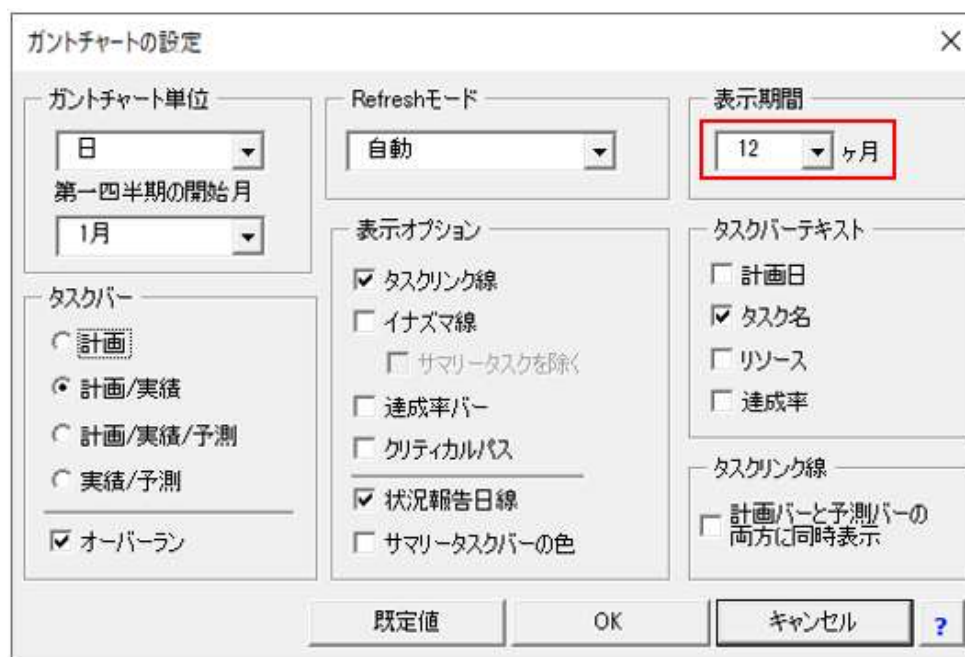 ガントチャートの設定
ガントチャート単位
日
第一四半期の開始月
1月
タスクバー
計画
計画/実績
計画/実績/予測
実績/予測
オーバーラン
Refreshモード
自動
表示オプション
タスクリンク線
イナズマ線
サマリータスクを除く
達成率バー
クリティカルパス
状況報告日線
サマリータスクバーの色
表示期間
12 ヶ月
タスクバーテキスト
計画日
タスク名
リソース
達成率
タスクリンク線
計画バーと予測バーの
両方に同時表示
既定値
OK
キャンセル
?